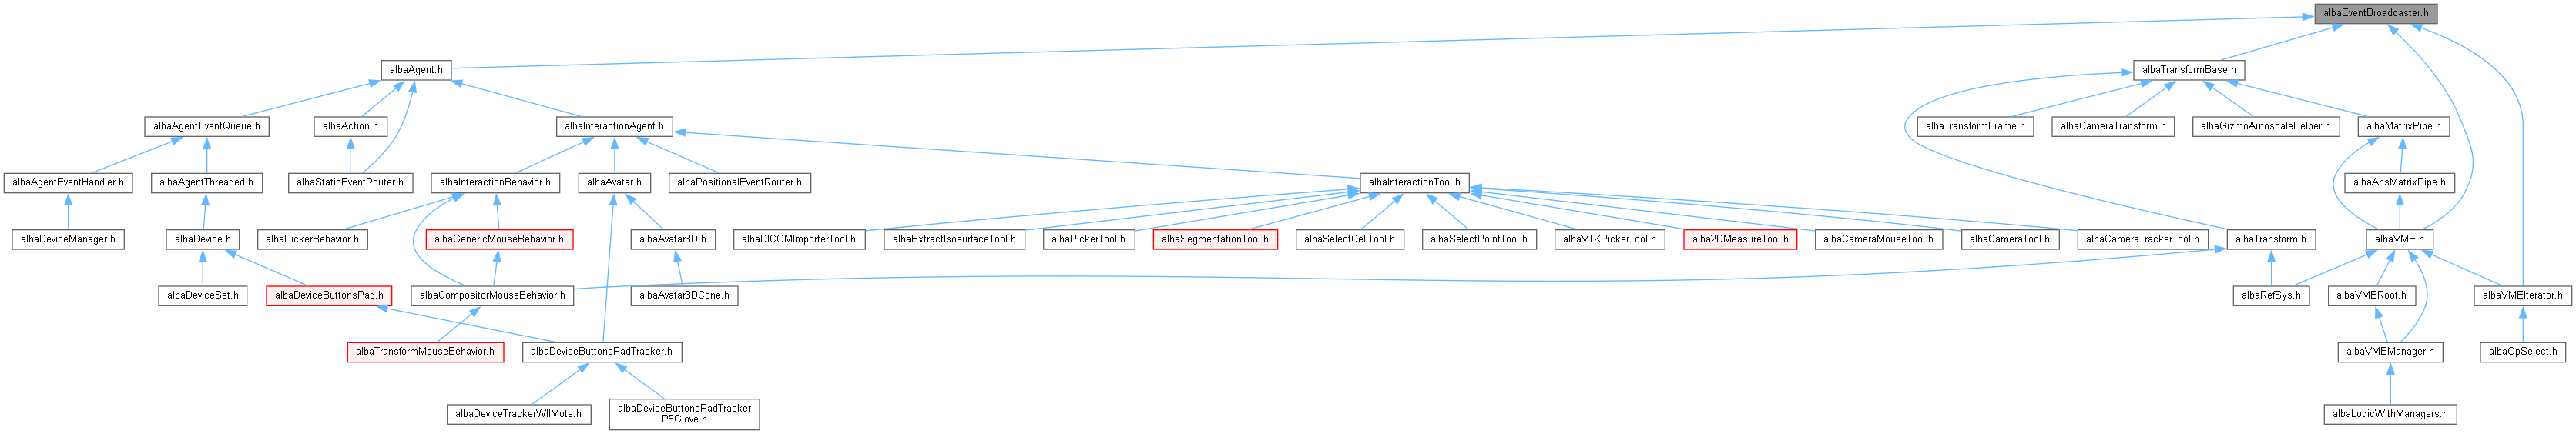 albaEventBroadcaster.h
albaAgent.h
albaTransformBase.h
albaAgentEventQueue.h
albaAction.h
albaInteractionAgent.h
albaTransformFrame.h
albaCameraTransform.h
albaGizmoAutoscaleHelper.h
albaMatrixPipe.h
albaAgentEventHandler.h
albaAgentThreaded.h
albaStaticEventRouter.h
albaInteractionBehavior.h
albaAvatar.h
albaPositionalEventRouter.h
albaInteractionTool.h
albaAbsMatrixPipe.h
albaDeviceManager.h
albaDevice.h
albaPickerBehavior.h
albaGenericMouseBehavior.h
albaAvatar3D.h
albaDICOMImporterTool.h
albaExtractIsosurfaceTool.h
albaPickerTool.h
albaSegmentationTool.h
albaSelectCellTool.h
albaSelectPointTool.h
albaVTKPickerTool.h
alba2DMeasureTool.h
albaCameraMouseTool.h
albaCameraTool.h
albaCameraTrackerTool.h
albaTransform.h
albaVME.h
albaDeviceSet.h
albaDeviceButtonsPad.h
albaCompositorMouseBehavior.h
albaAvatar3DCone.h
albaRefSys.h
albaVMERoot.h
albaVMEIterator.h
albaTransformMouseBehavior.h
albaDeviceButtonsPadTracker.h
albaVMEManager.h
albaOpSelect.h
albaDeviceTrackerWIIMote.h
albaDeviceButtonsPadTracker
P5Glove.h
albaLogicWithManagers.h